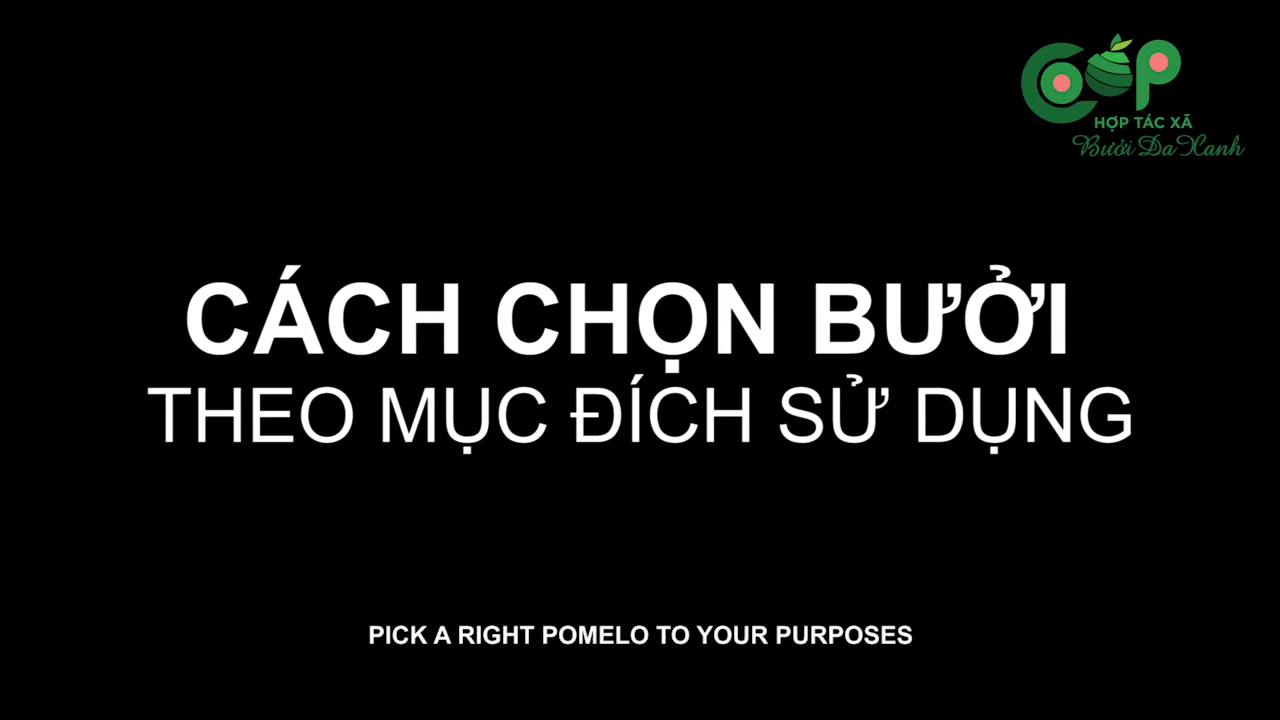 COOP
HỢP TÁC XÃ
Bưởi Da Xanh
CÁCH CHỌN BƯỞI
THEO MỤC ĐÍCH SỬ DỤNG
PICK A RIGHT POMELO TO YOUR PURPOSES